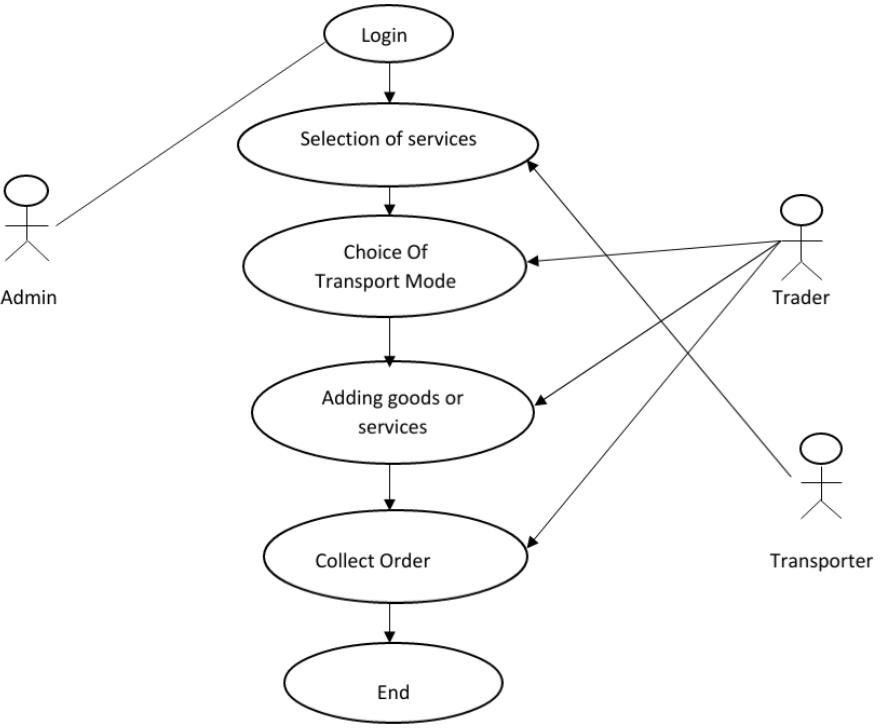 Login
Selection of services
Choice Of
Transport Mode
Admin
Trader
Adding goods or
services
Collect Order
Transporter
End